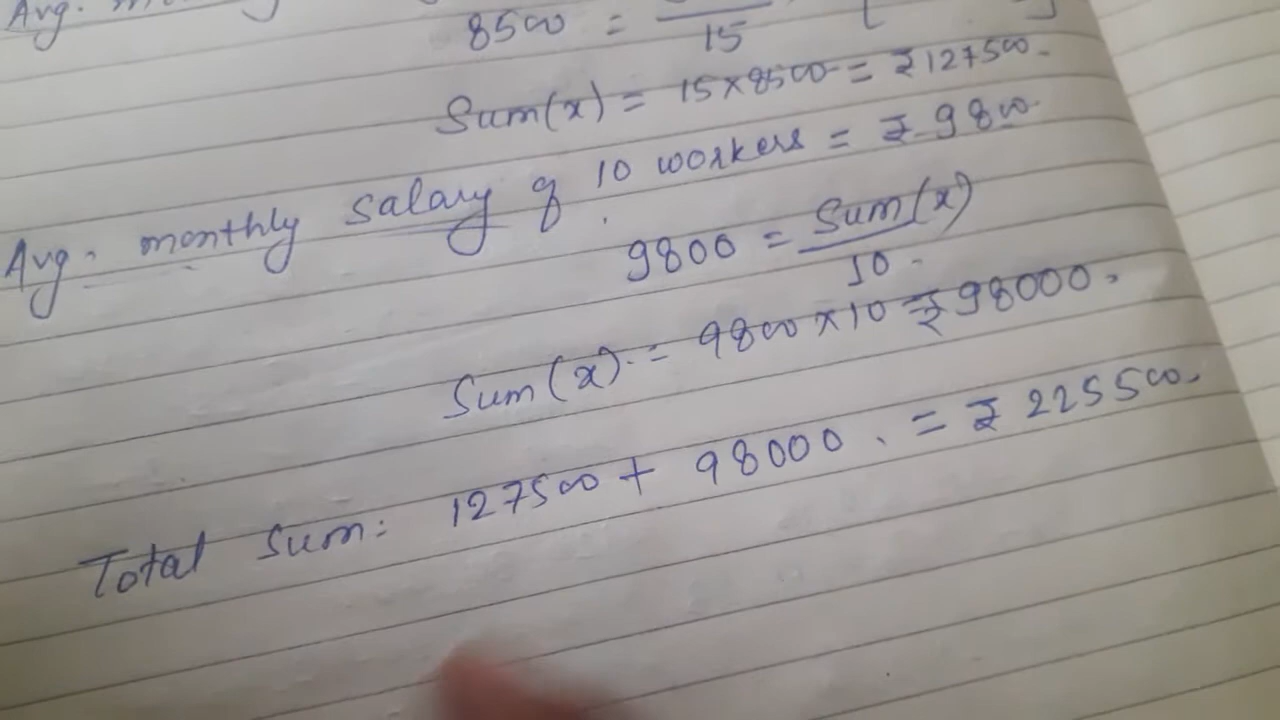 Avg.
8500 = 15 [ ]
Sum(x) = 15×8500 = ₹127500.
Avg. monthly salary of 10 workers = ₹9800.
9800 = Sum(x)
10.
Sum(x). = 9800×10 = ₹98000.
Total Sum: 127500 + 98000. = ₹225500.